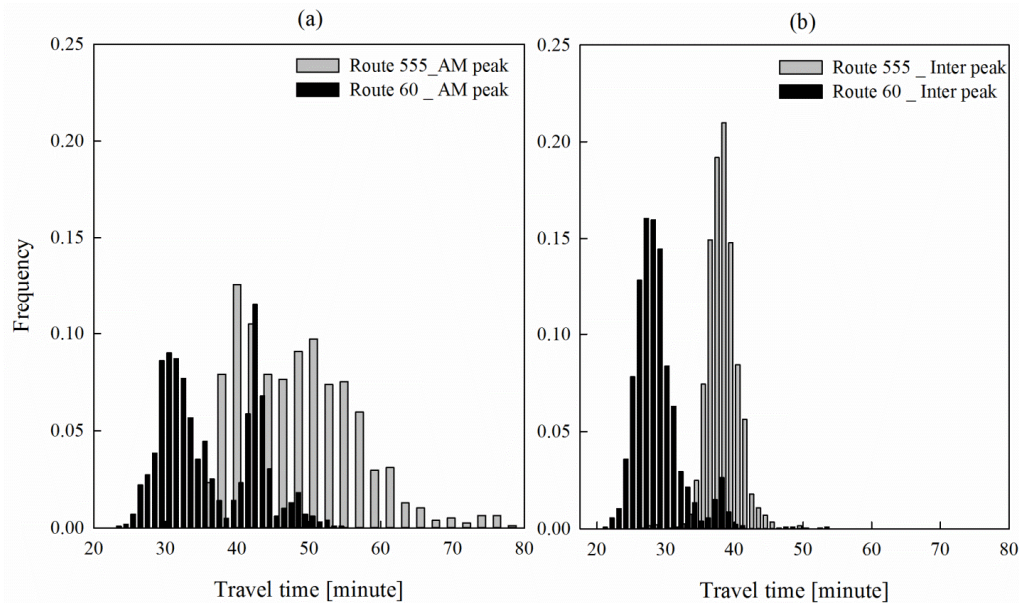 (a)
0.25
0.20
0.15
0.10
0.05
0.00
Frequency
Route 555_AM peak
Route 60 _ AM peak
20 30 40 50 60 70 80
Travel time [minute]
(b)
0.25
0.20
0.15
0.10
0.05
0.00
Route 555 _ Inter peak
Route 60 _ Inter peak
20 30 40 50 60 70 80
Travel time [minute]